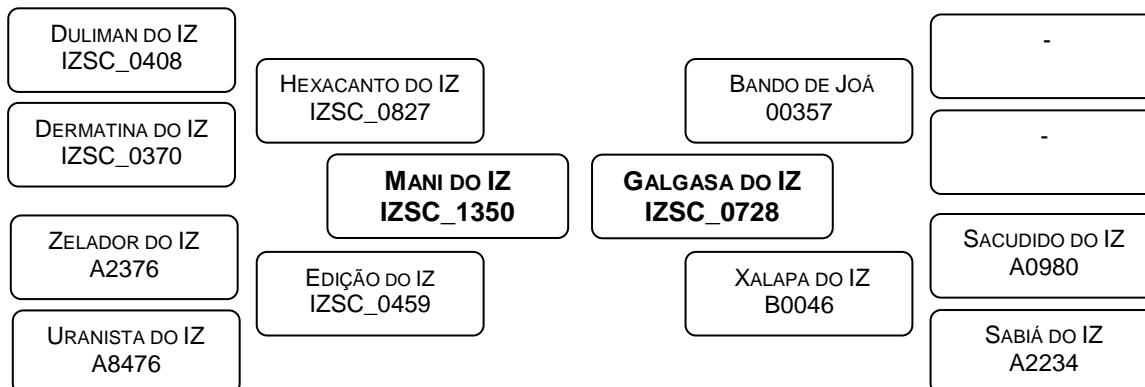 DULIMAN DO IZ
IZSC_0408
DERMATINA DO IZ
IZSC_0370
HEXACANTO DO IZ
IZSC_0827
MANI DO IZ
IZSC_1350
ZELADOR DO IZ
A2376
EDIÇÃO DO IZ
IZSC_0459
URANISTA DO IZ
A8476
-
BANDO DE JOÁ
00357
-
GALGASA DO IZ
IZSC_0728
SACUDIDO DO IZ
A0980
XALAPA DO IZ
B0046
SABIÁ DO IZ
A2234